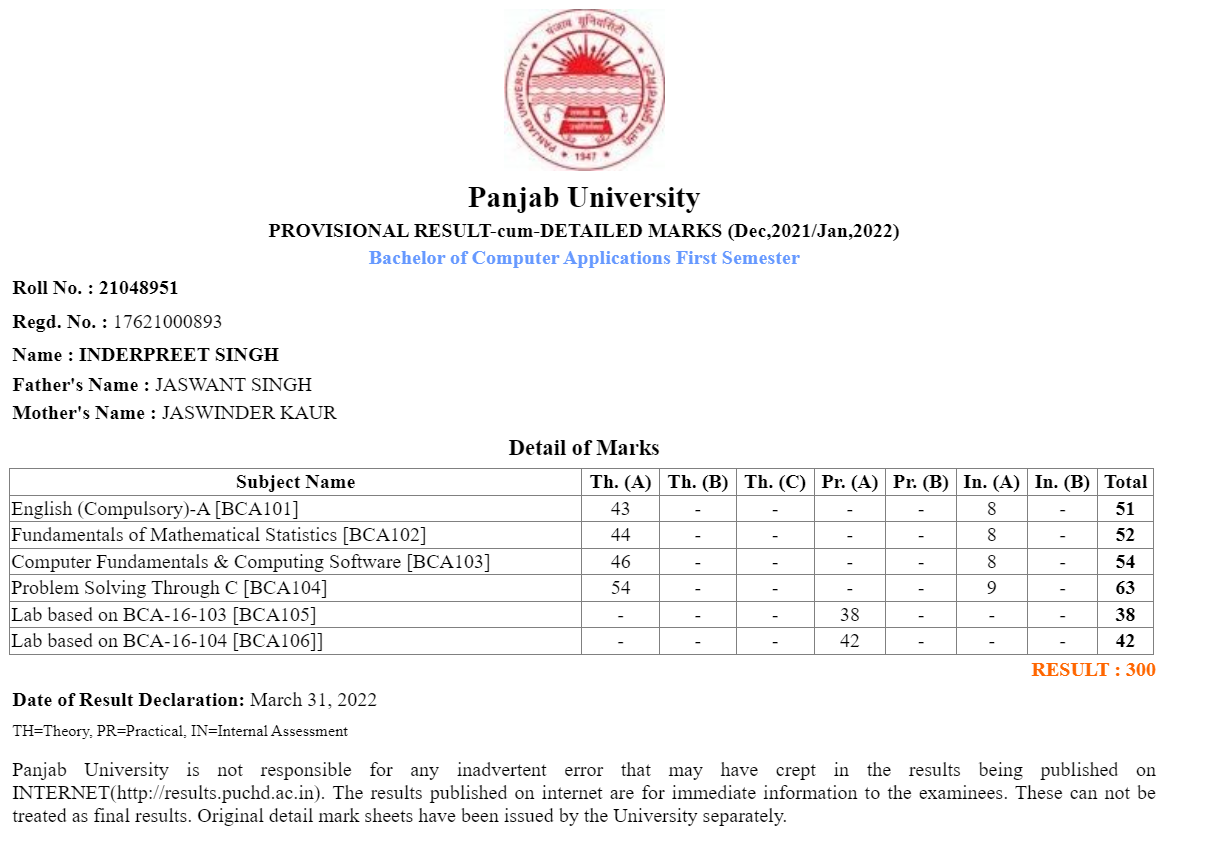 ਪੰਜਾਬ ਯੂਨੀਵਰਸਿਟੀ
PANJAB UNIVERSITY
1947
Panjab University
PROVISIONAL RESULT-cum-DETAILED MARKS (Dec,2021/Jan,2022)
Bachelor of Computer Applications First Semester
Roll No. : 21048951
Regd. No. : 17621000893
Name : INDERPREET SINGH
Father's Name : JASWANT SINGH
Mother's Name : JASWINDER KAUR
Detail of Marks
Subject Name Th. (A) Th. (B) Th. (C) Pr. (A) Pr. (B) In. (A) In. (B) Total
English (Compulsory)-A [BCA101] 43 - - - - 8 - 51
Fundamentals of Mathematical Statistics [BCA102] 44 - - - - 8 - 52
Computer Fundamentals & Computing Software [BCA103] 46 - - - - 8 - 54
Problem Solving Through C [BCA104] 54 - - - - 9 - 63
Lab based on BCA-16-103 [BCA105] - - - 38 - - - 38
Lab based on BCA-16-104 [BCA106]] - - - 42 - - - 42
RESULT : 300
Date of Result Declaration: March 31, 2022
TH=Theory, PR=Practical, IN=Internal Assessment
Panjab University is not responsible for any inadvertent error that may have crept in the results being published on
INTERNET(http://results.puchd.ac.in). The results published on internet are for immediate information to the examinees. These can not be
treated as final results. Original detail mark sheets have been issued by the University separately.